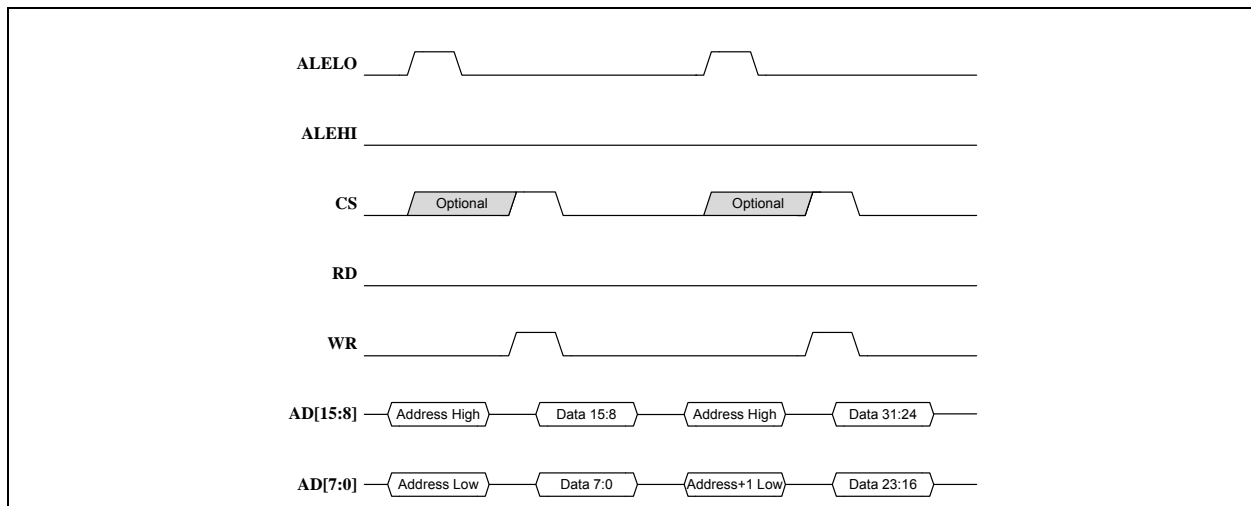 ALELO
ALEHI
CS Optional Optional
RD
WR
AD[15:8] Address High Data 15:8 Address High Data 31:24
AD[7:0] Address Low Data 7:0 Address+1 Low Data 23:16